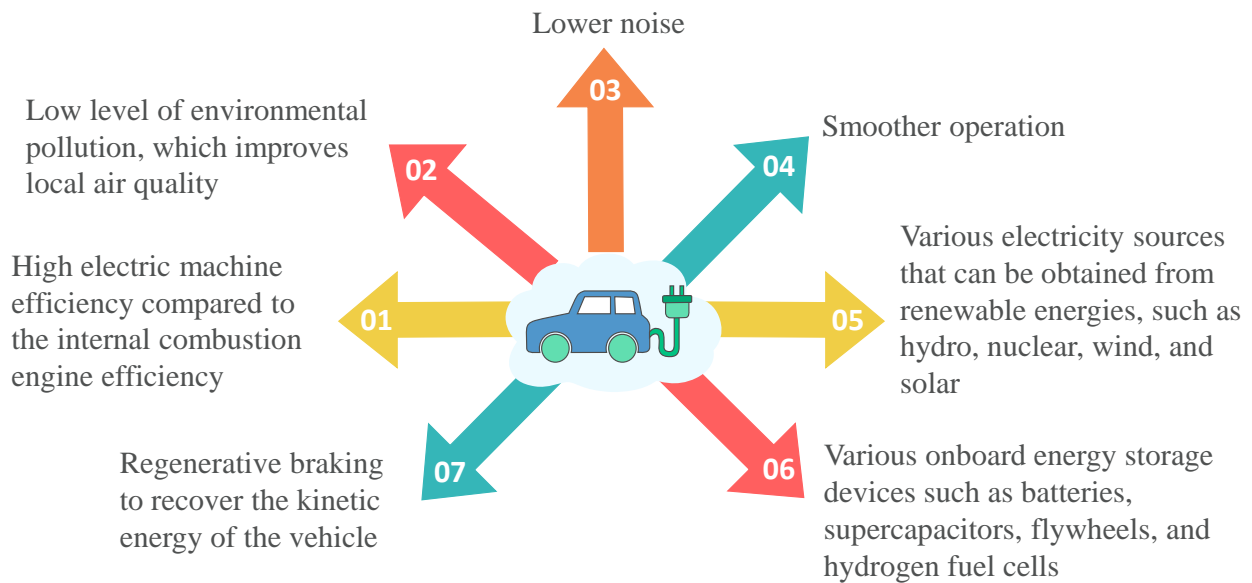 Lower noise
03
Low level of environmental
pollution, which improves
local air quality
02
Smoother operation
04
High electric machine
efficiency compared to
the internal combustion
engine efficiency
01
Various electricity sources
that can be obtained from
renewable energies, such as
hydro, nuclear, wind, and
solar
05
Regenerative braking
to recover the kinetic
energy of the vehicle
07
Various onboard energy storage
devices such as batteries,
supercapacitors, flywheels, and
hydrogen fuel cells
06